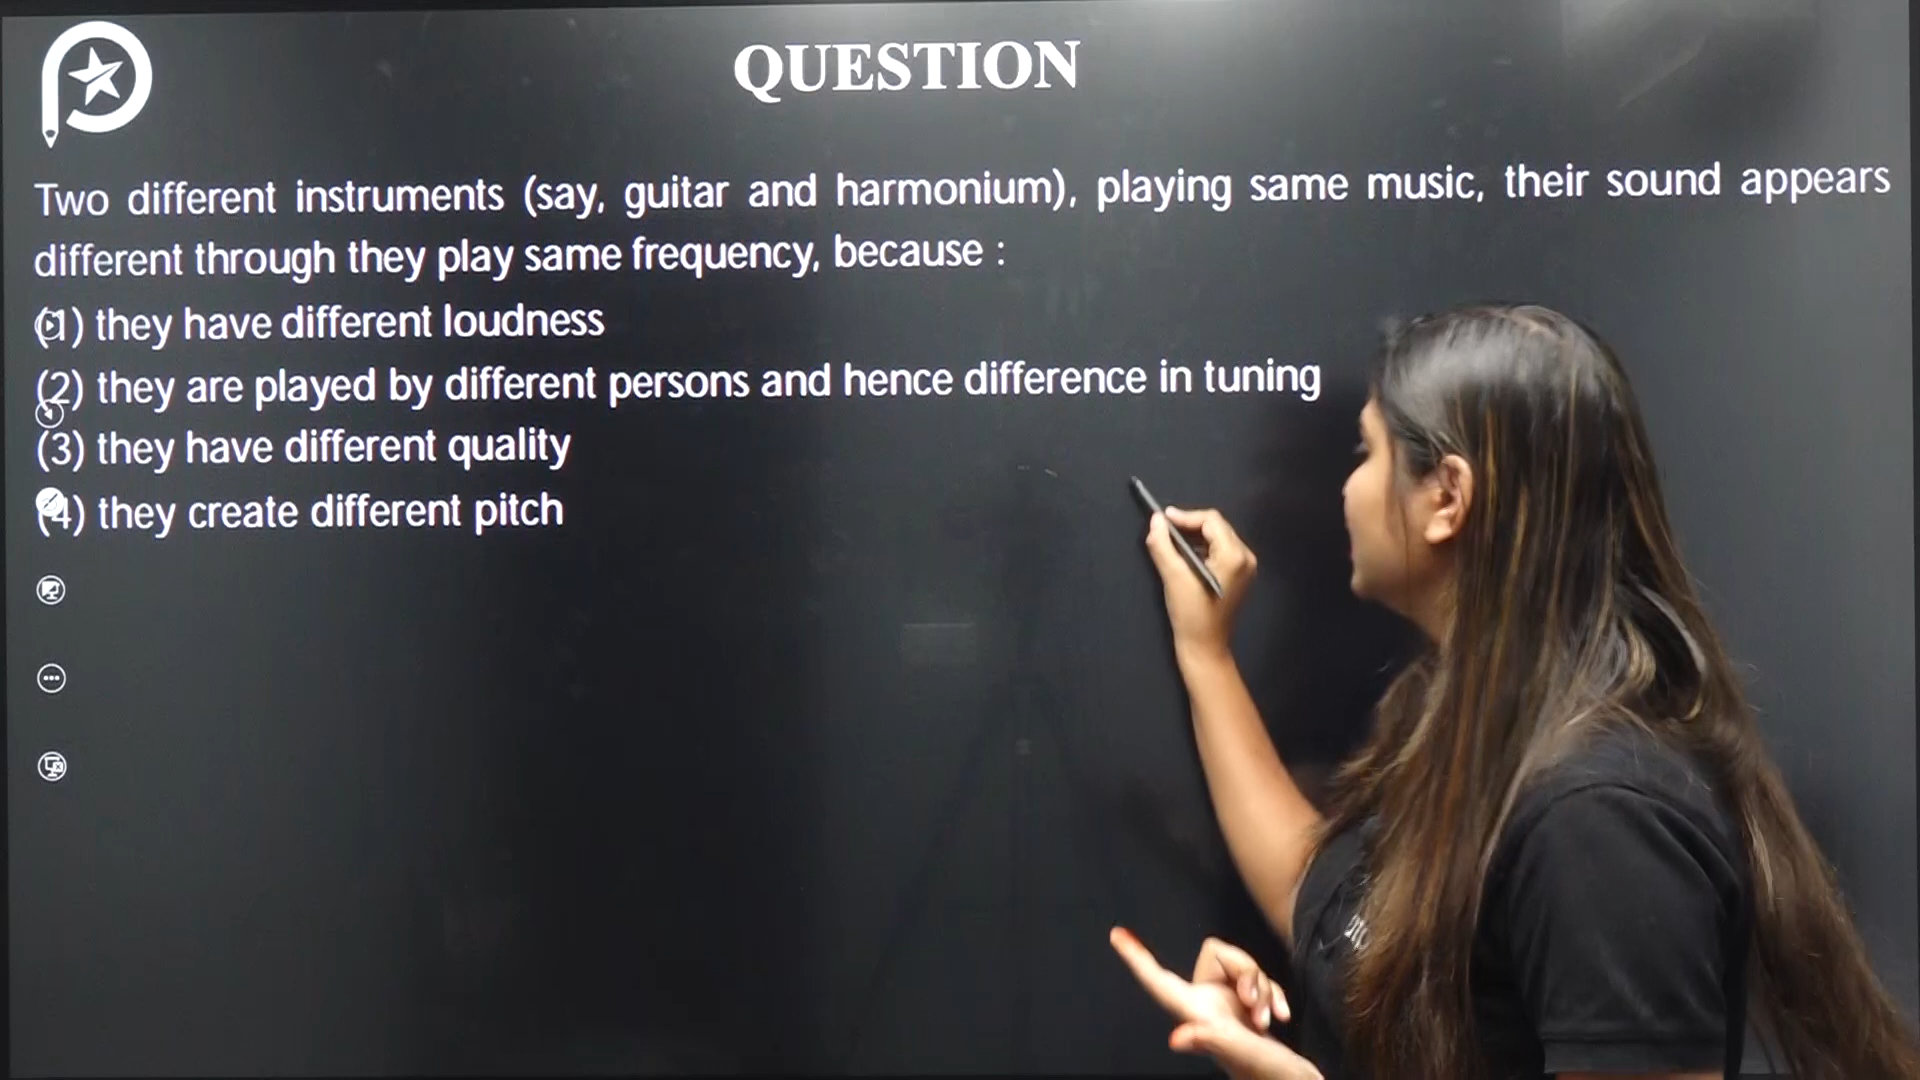 QUESTION
Two different instruments (say, guitar and harmonium), playing same music, their sound appears
different through they play same frequency, because :
(1) they have different loudness
(2) they are played by different persons and hence difference in tuning
(3) they have different quality
(4) they create different pitch